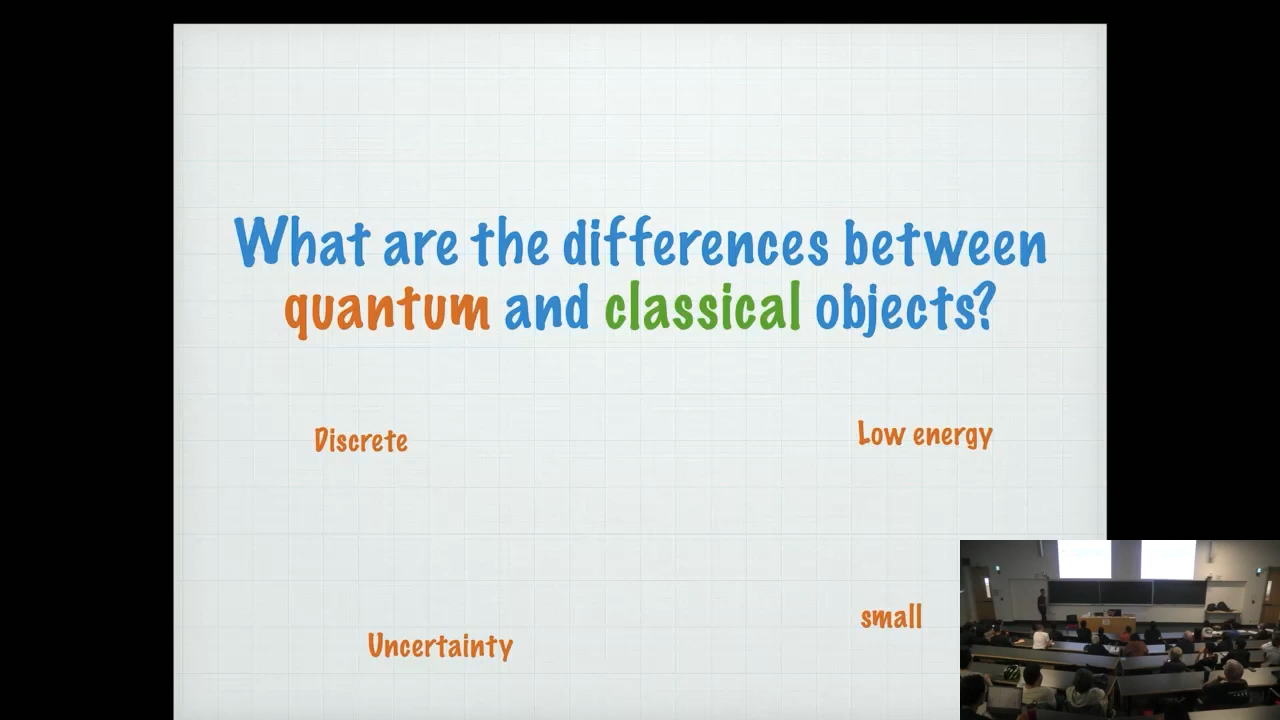 What are the differences between
quantum and classical objects?
Discrete
Low energy
Uncertainty
small